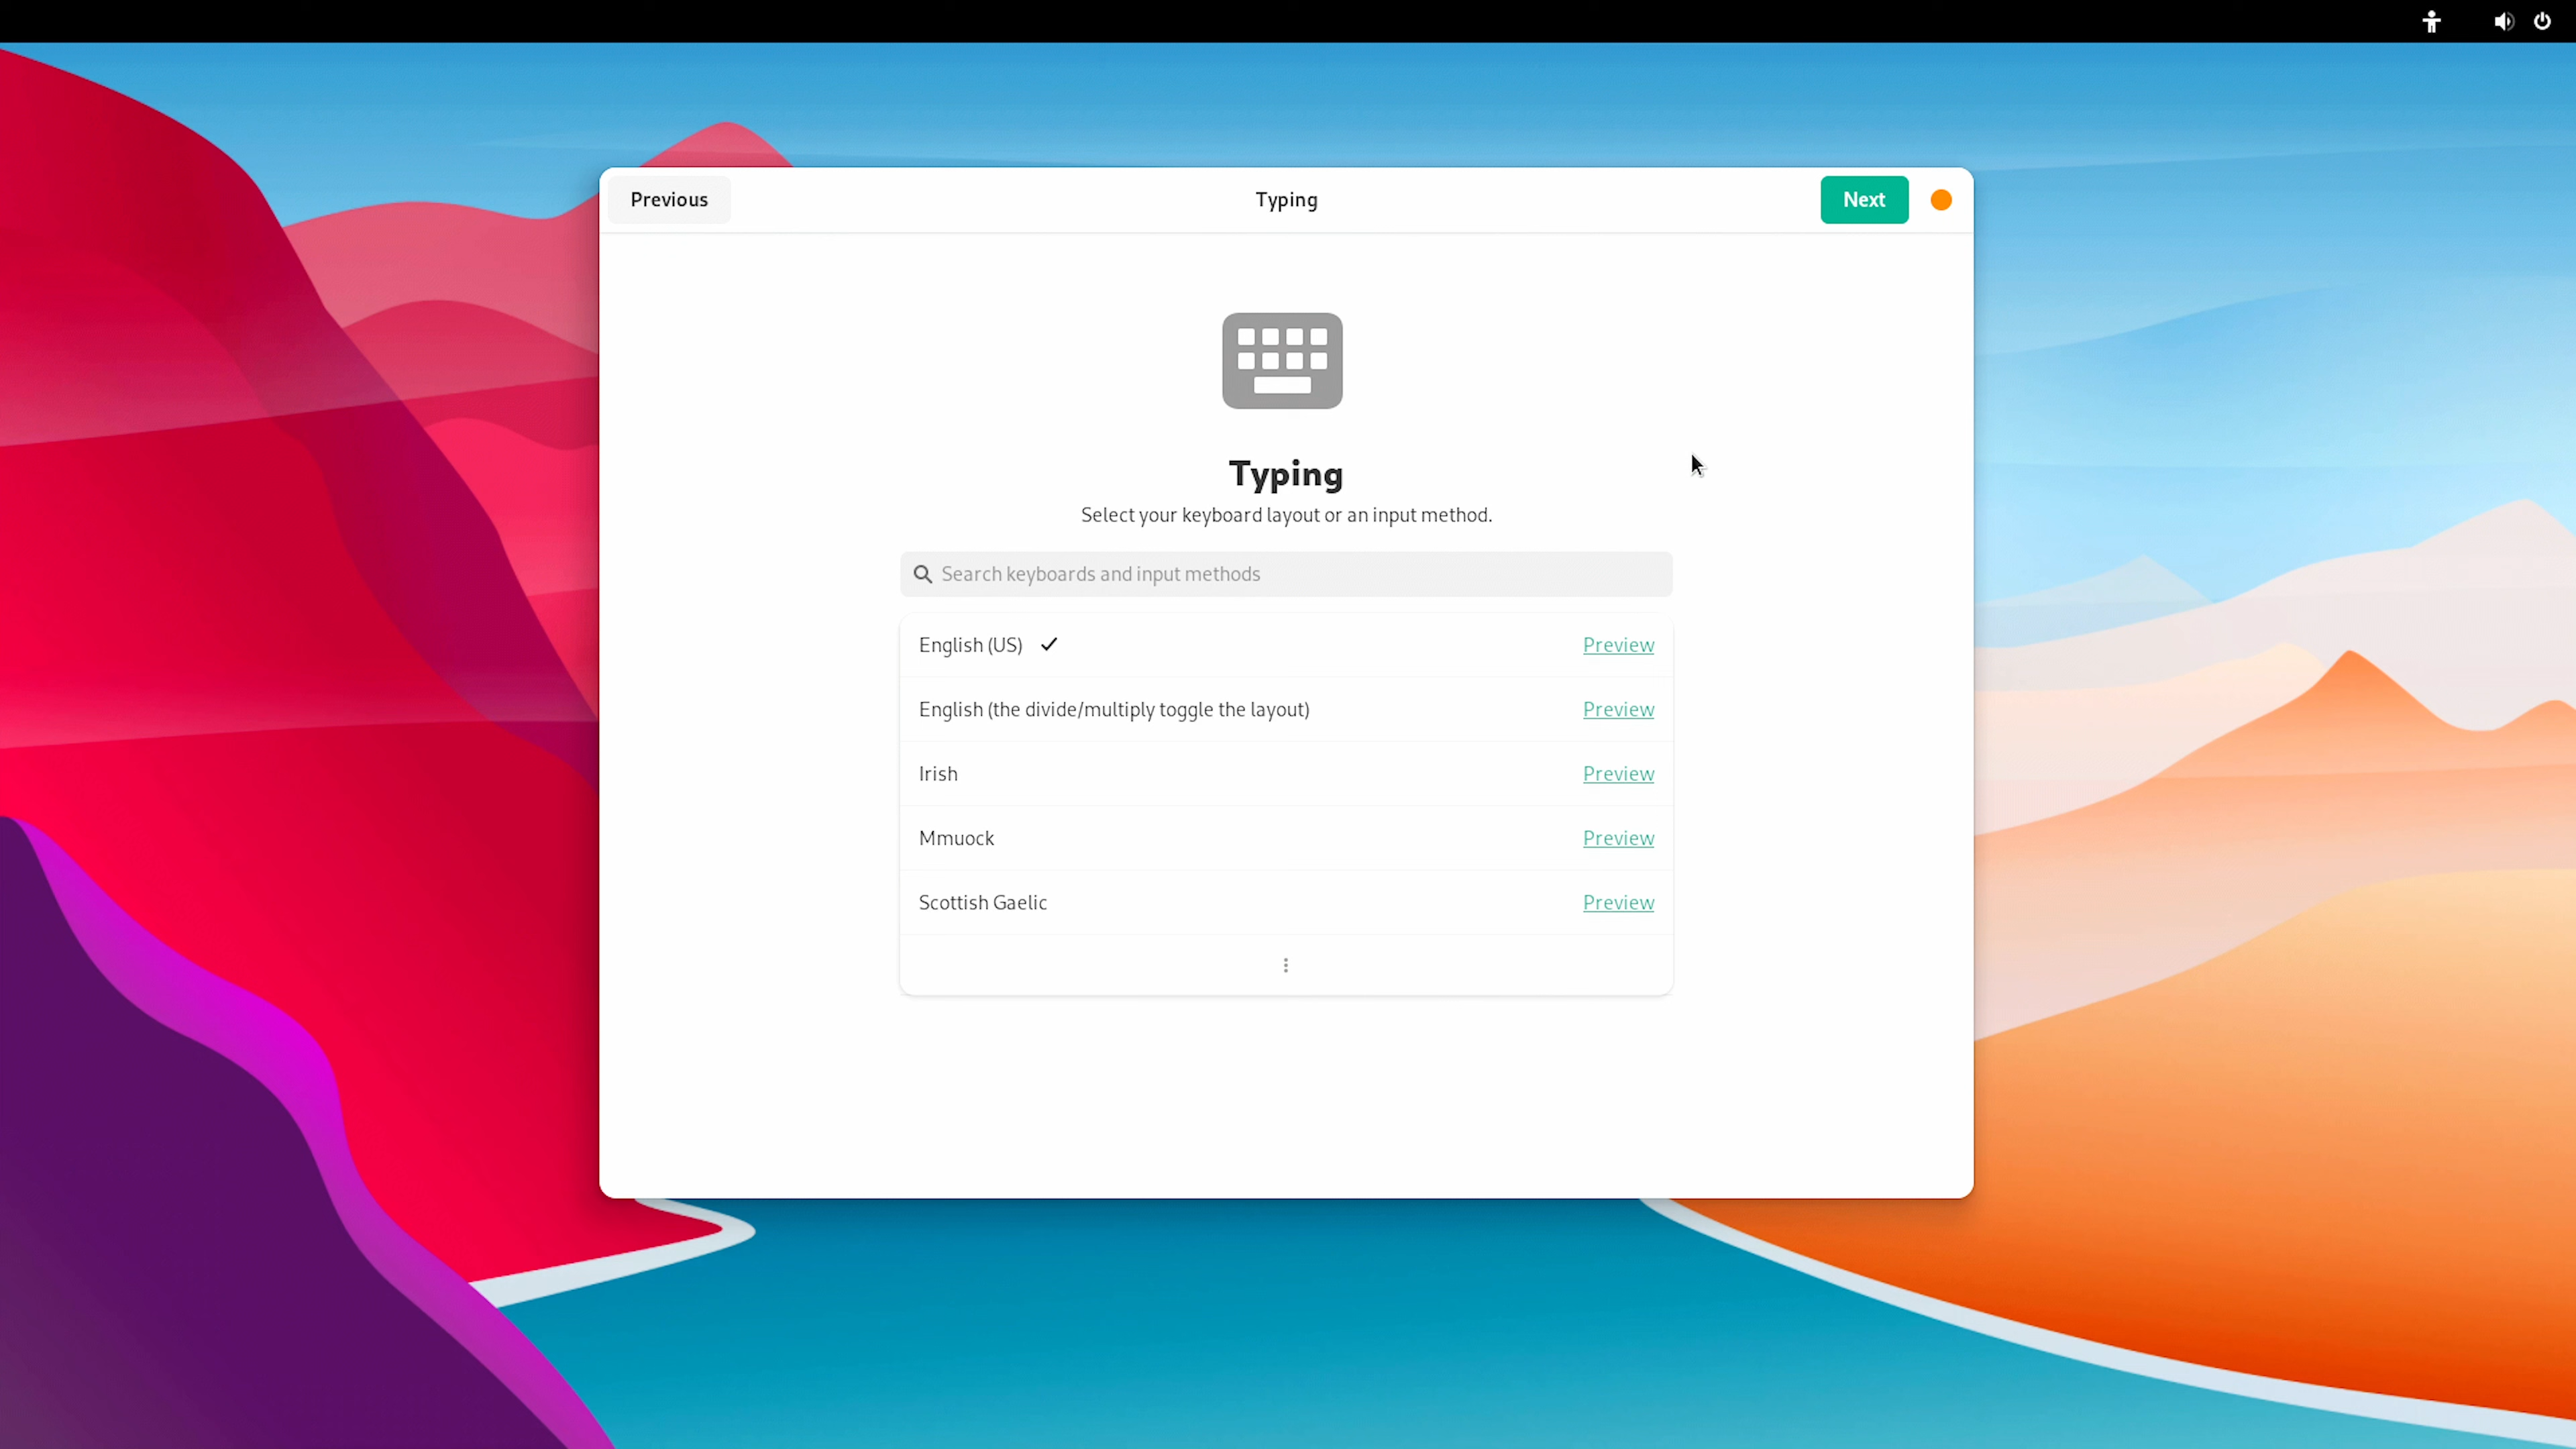 Previous
Typing
Next
Typing
Select your keyboard layout or an input method.
Search keyboards and input methods
English (US) Preview
English (the divide/multiply toggle the layout) Preview
Irish Preview
Mmuock Preview
Scottish Gaelic Preview